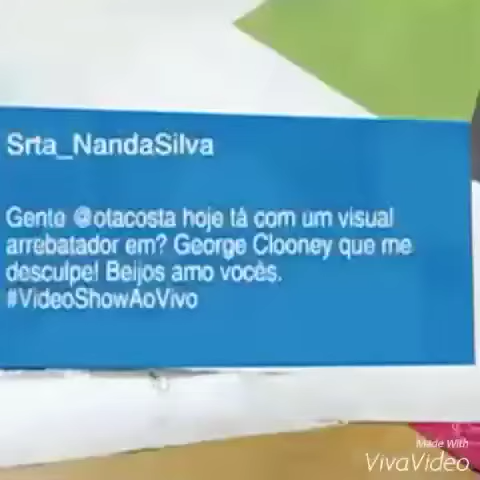 Srta_NandaSilva
Gente @otacosta hoje tá com um visual
arrebatador em? George Clooney que me
desculpe! Beijos amo vocês.
#VideoShowAoVivo
Made With
VivaVideo